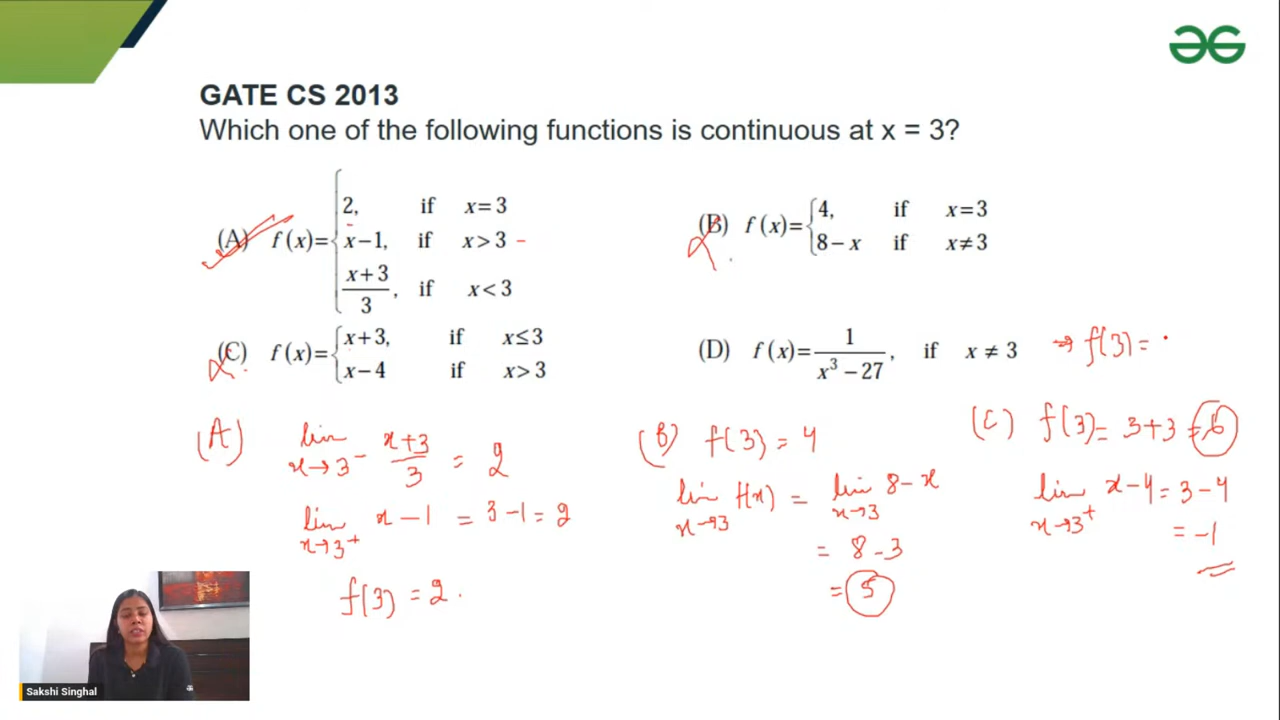 GATE CS 2013
Which one of the following functions is continuous at x = 3?
(A) f(x)= { 2, if x=3
x−1, if x>3
x+3/3, if x<3
(B) f(x)= { 4, if x=3
8−x if x≠3
(C) f(x)= { x+3, if x≤3
x−4 if x>3
(D) f(x)= 1/x³−27, if x ≠ 3 → f(3) =
(A) lim x→3⁻ x+3/3 = 2
lim x→3⁺ x−1 = 3−1 = 2
f(3) = 2.
(B) f(3) = 4
lim x→3 f(x) = lim x→3 8−x
= 8−3
= 5
(C) f(3) = 3+3 = 6
lim x→3⁺ x−4 = 3−4
= −1
Sakshi Singhal